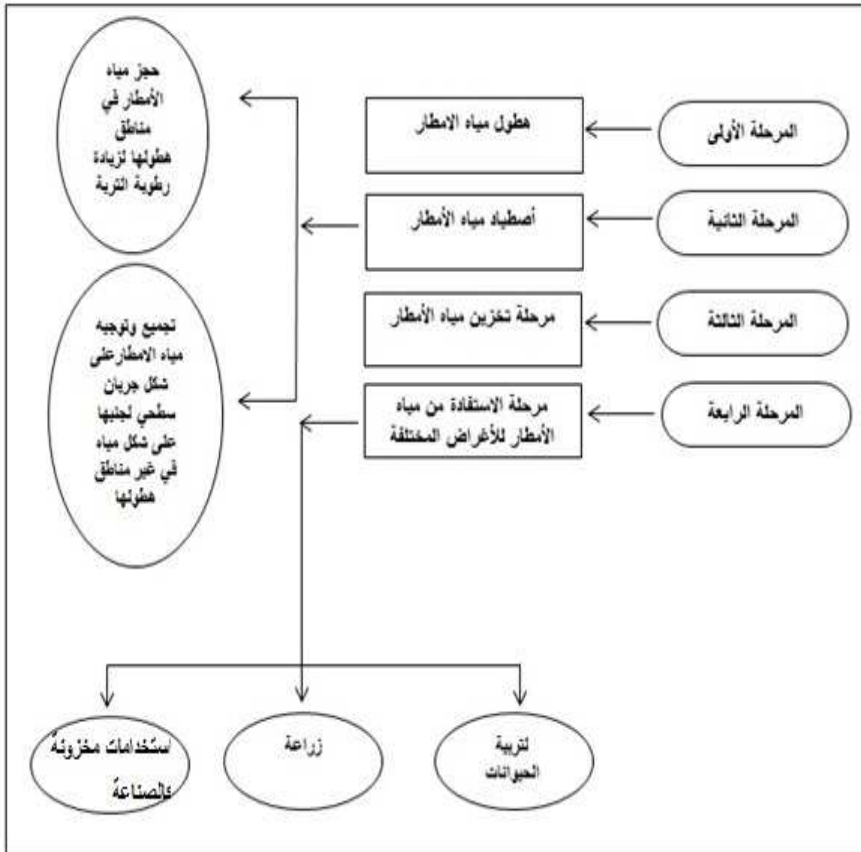 المرحلة الأولى
هطول مياه الامطار
المرحلة الثانية
أصطياد مياه الأمطار
حجز مياه
الأمطار في
مناطق
هطولها لزيادة
رطوبة التربة
تجميع وتوجيه
مياه الامطار على
شكل جريان
سطحي لجنيها
على شكل مياه
في غير مناطق
هطولها
المرحلة الثالثة
مرحلة تخزين مياه الأمطار
المرحلة الرابعة
مرحلة الاستفادة من مياه
الأمطار للأغراض المختلفة
لتربية
الحيوانات
زراعة
استخدامات مخزونة
كالصناعة